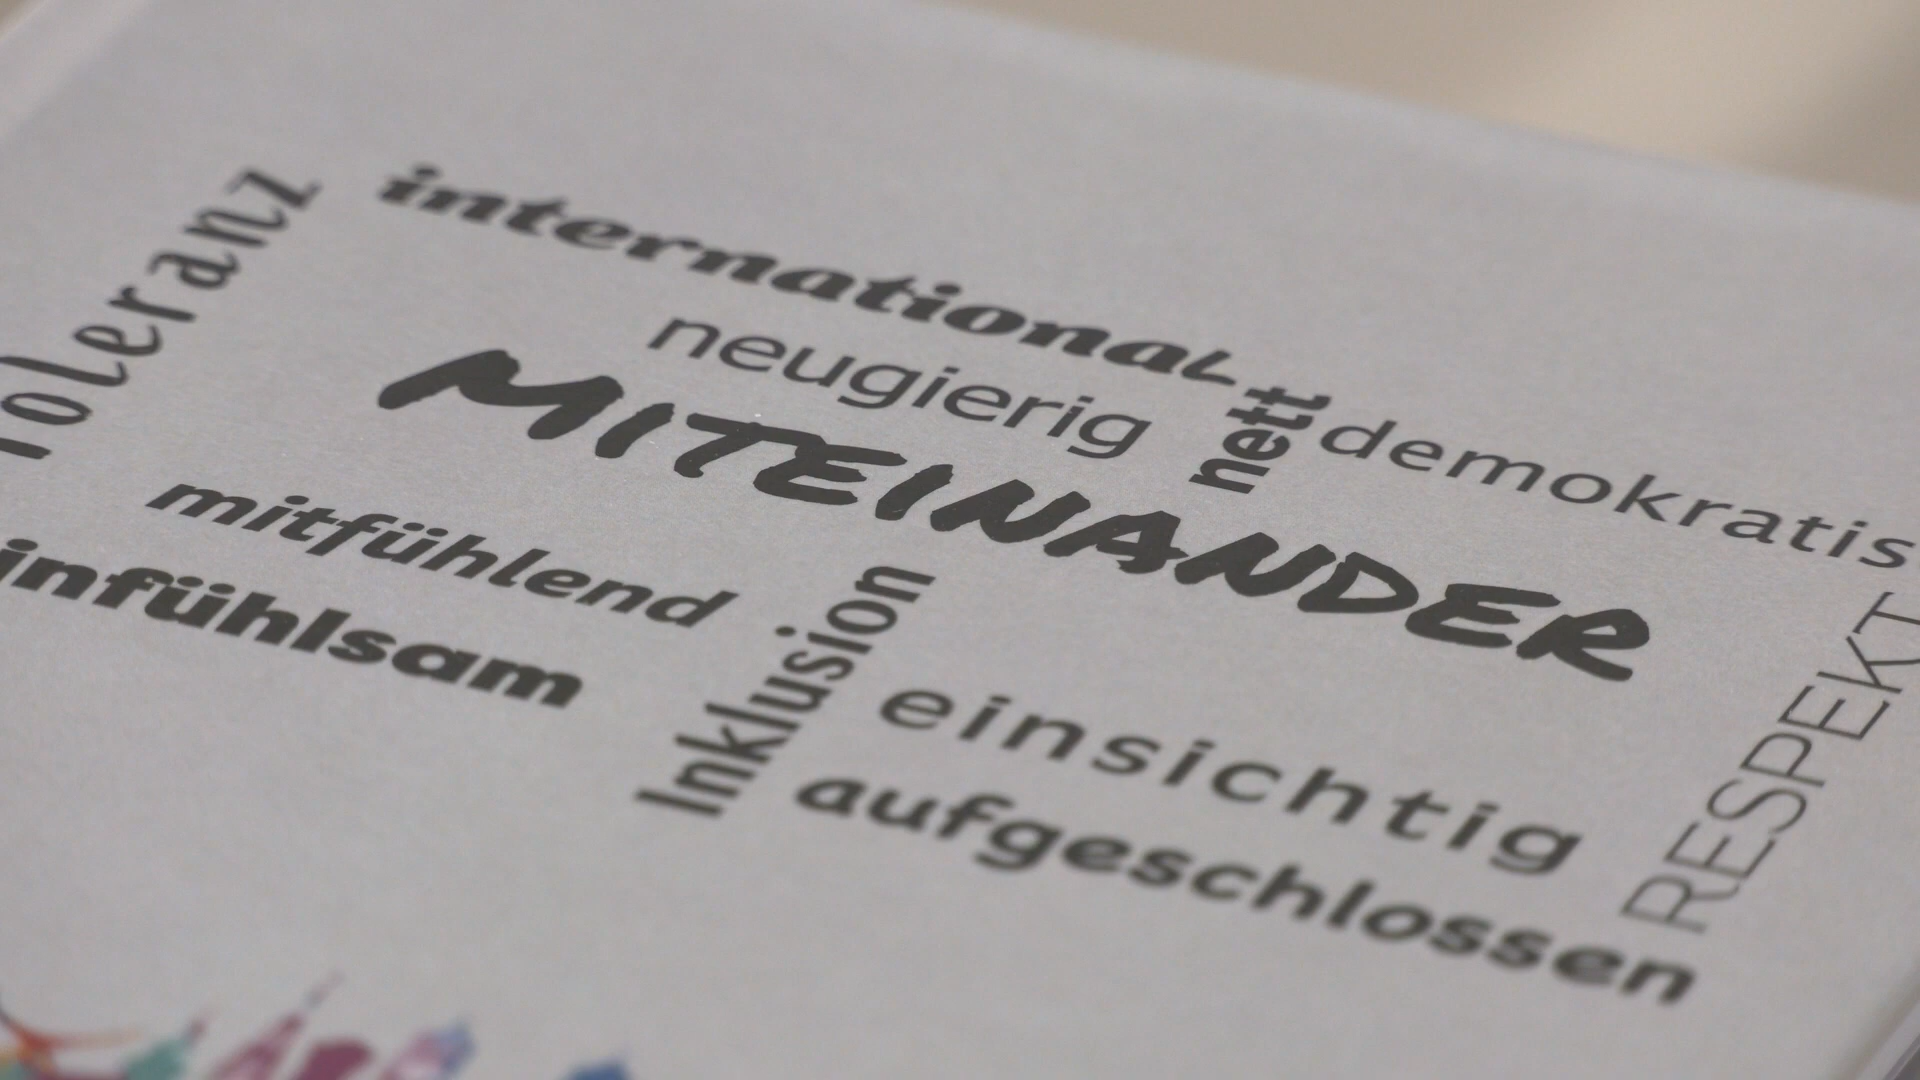 Toleranz
international
neugierig
nett
demokratis
MITEINANDER
mitfühlend
infühlsam
Inklusion
einsichtig
aufgeschlossen
RESPEKT